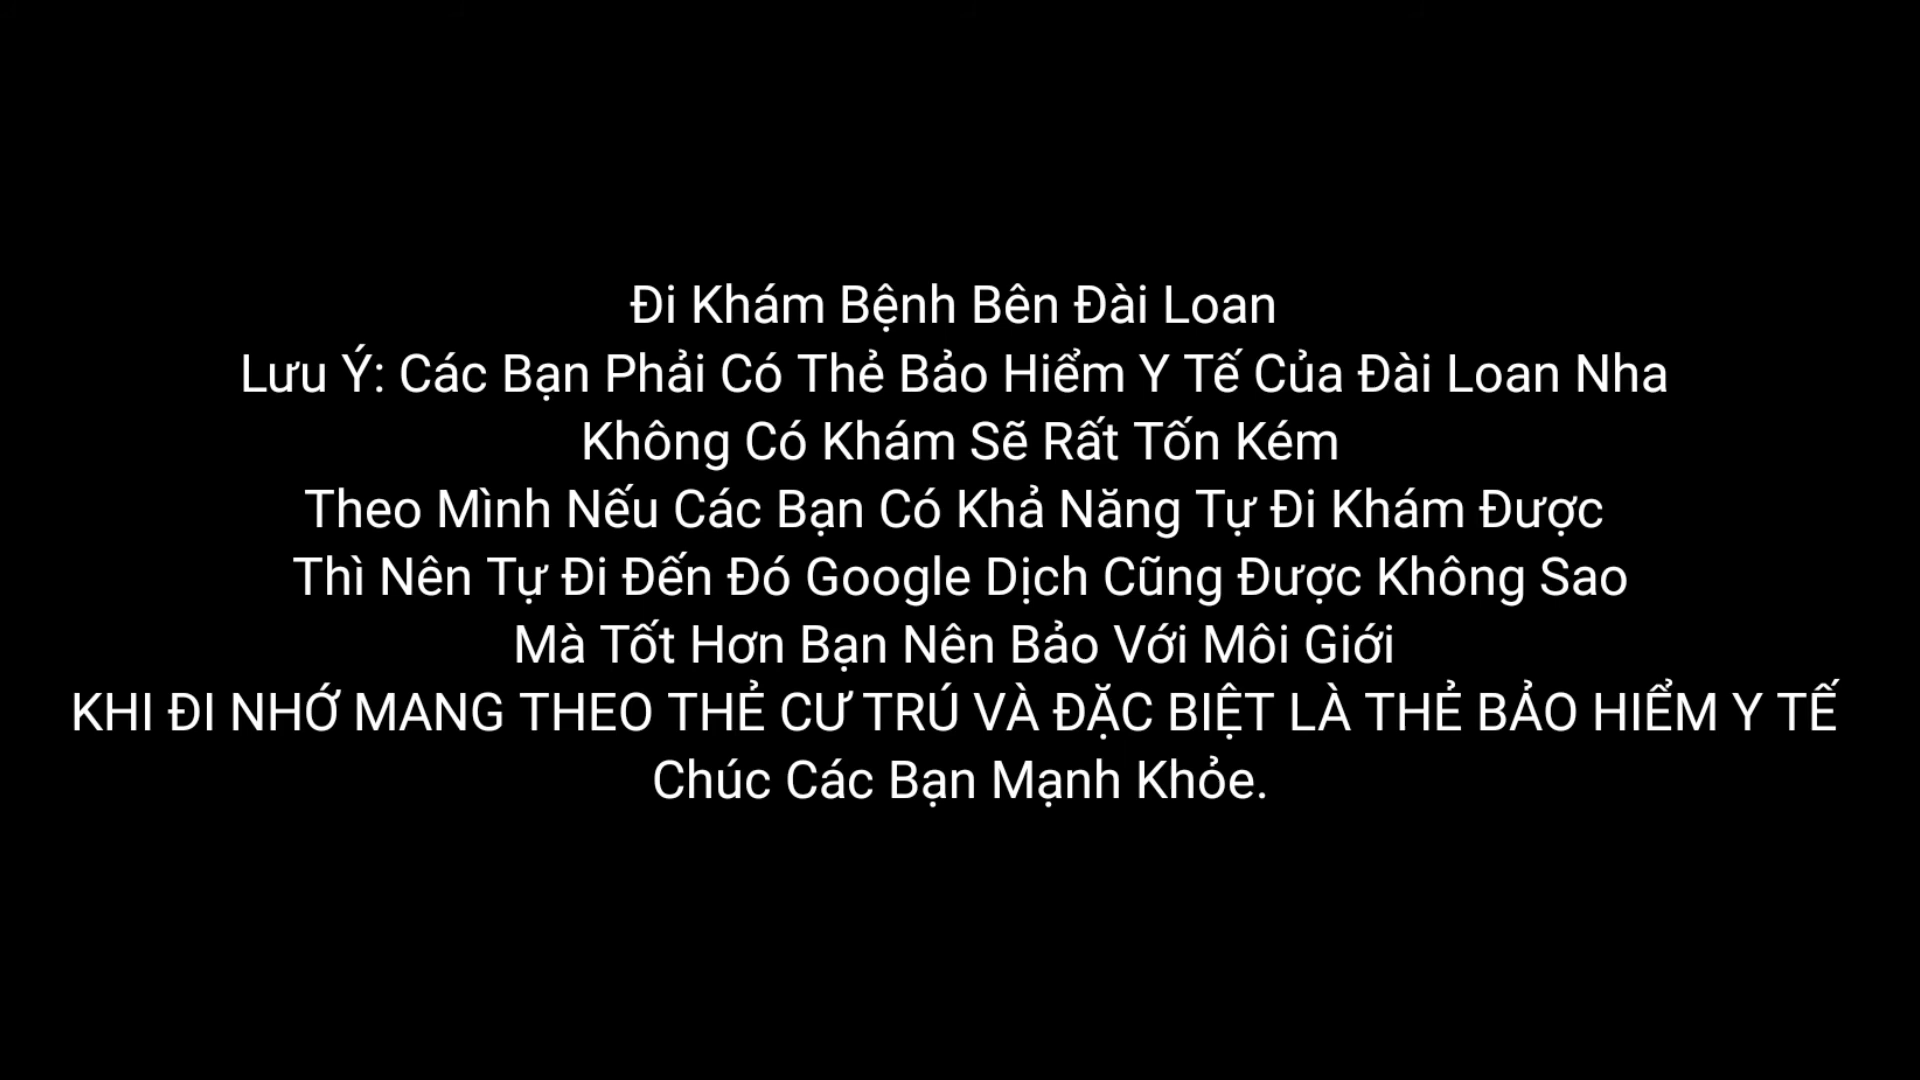 Đi Khám Bệnh Bên Đài Loan
Lưu Ý: Các Bạn Phải Có Thẻ Bảo Hiểm Y Tế Của Đài Loan Nha
Không Có Khám Sẽ Rất Tốn Kém
Theo Mình Nếu Các Bạn Có Khả Năng Tự Đi Khám Được
Thì Nên Tự Đi Đến Đó Google Dịch Cũng Được Không Sao
Mà Tốt Hơn Bạn Nên Bảo Với Môi Giới
KHI ĐI NHỚ MANG THEO THẺ CƯ TRÚ VÀ ĐẶC BIỆT LÀ THẺ BẢO HIỂM Y TẾ
Chúc Các Bạn Mạnh Khỏe.